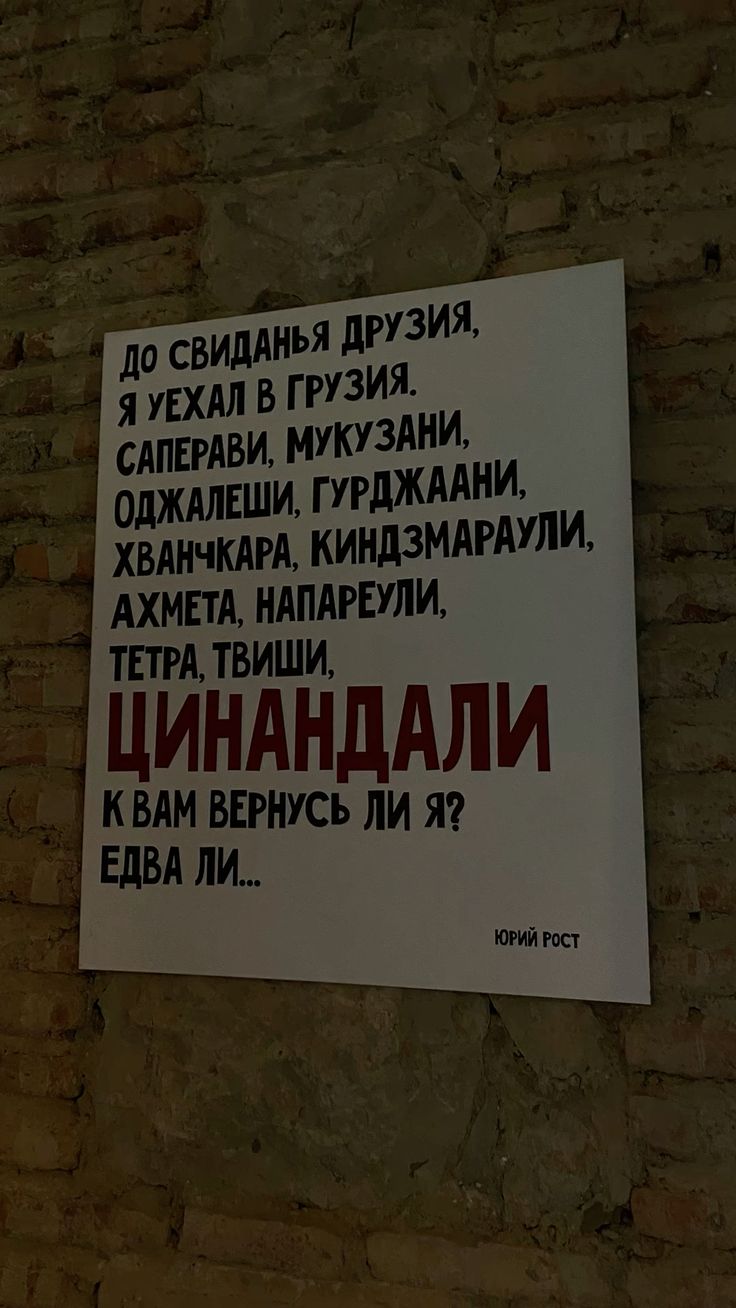 ДО СВИДАНЬЯ ДРУЗИЯ,
Я УЕХАЛ В ГРУЗИЯ.
САПЕРАВИ, МУКУЗАНИ,
ОДЖАЛЕШИ, ГУРДЖААНИ,
ХВАНЧКАРА, КИНДЗМАРАУЛИ,
АХМЕТА, НАПАРЕУЛИ,
ТЕТРА, ТВИШИ,
ЦИНАНДАЛИ
К ВАМ ВЕРНУСЬ ЛИ Я?
ЕДВА ЛИ...
ЮРИЙ РОСТ